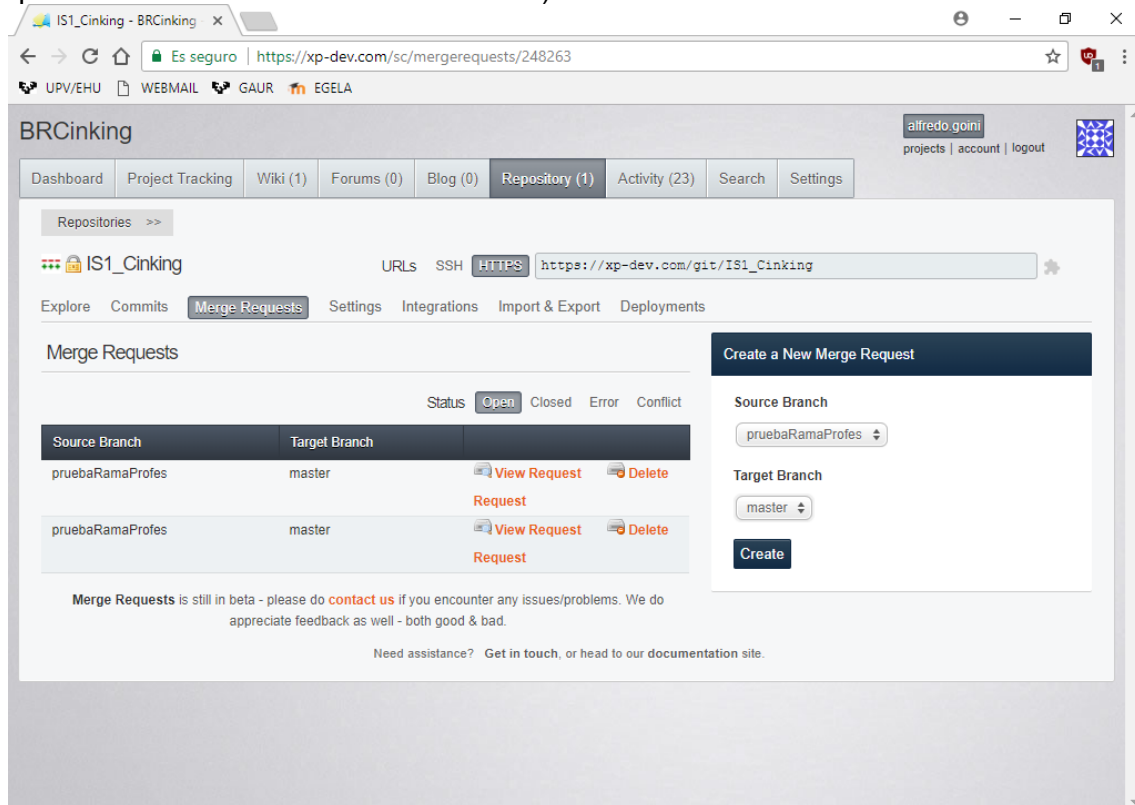 IS1_Cinking - BRCinking
Es seguro https://xp-dev.com/sc/mergerequests/248263
1
UPV/EHU WEBMAIL GAUR EGELA
BRCinking
alfredo.goini
projects | account | logout
Dashboard Project Tracking Wiki (1) Forums (0) Blog (0) Repository (1) Activity (23) Search Settings
Repositories >>
IS1_Cinking URLs SSH HTTPS https://xp-dev.com/git/IS1_Cinking
Explore Commits Merge Requests Settings Integrations Import & Export Deployments
Merge Requests
Status Open Closed Error Conflict
Source Branch Target Branch
pruebaRamaProfes master View Request Delete
Request
pruebaRamaProfes master View Request Delete
Request
Merge Requests is still in beta - please do contact us if you encounter any issues/problems. We do
appreciate feedback as well - both good & bad.
Create a New Merge Request
Source Branch
pruebaRamaProfes
Target Branch
master
Create
Need assistance? Get in touch, or head to our documentation site.